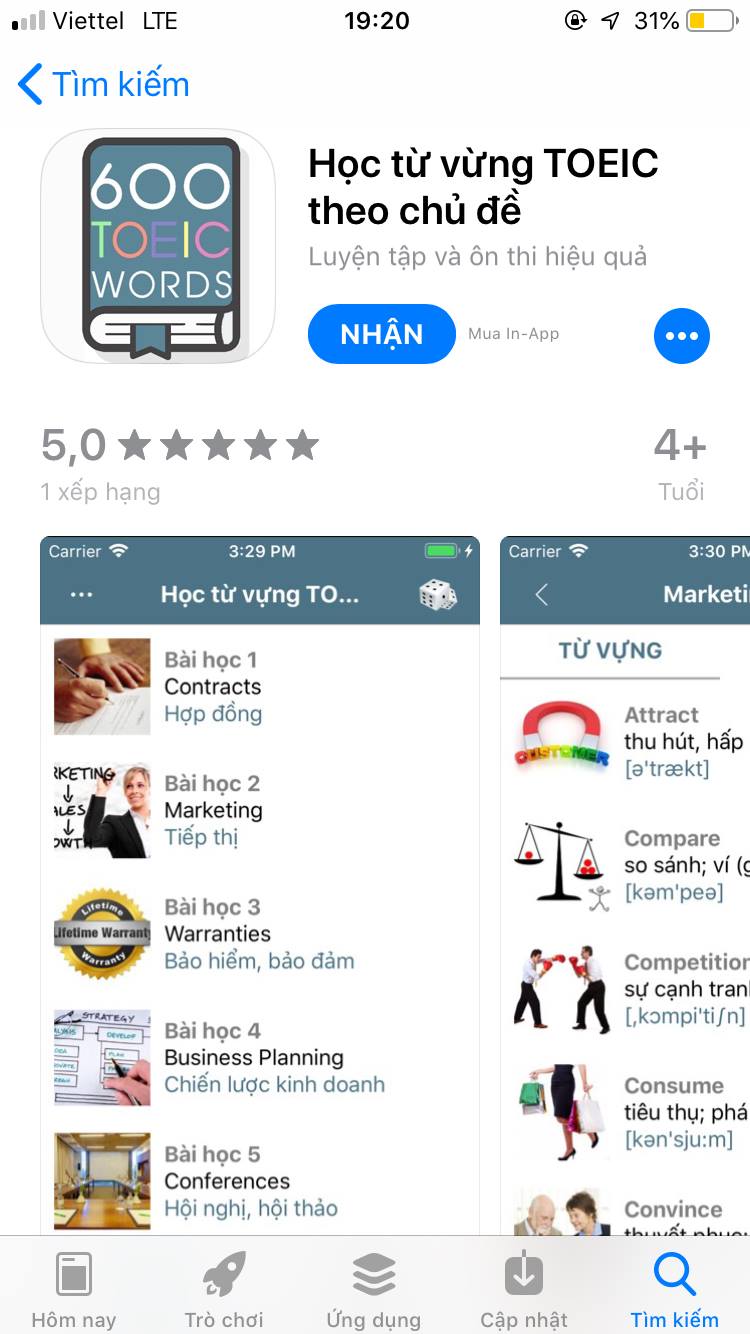 Viettel LTE 19:20 31%
Tìm kiếm
600
TOEIC
WORDS
Học từ vừng TOEIC
theo chủ đề
Luyện tập và ôn thi hiệu quả
NHẬN
Mua In-App
5,0
4+
1 xếp hạng
Tuổi
Carrier 3:29 PM
Học từ vựng TO...
Bài học 1
Contracts
Hợp đồng
Bài học 2
Marketing
Tiếp thị
Lifetime
Lifetime Warranty
Warranty
Bài học 3
Warranties
Bảo hiểm, bảo đảm
STRATEGY
DEVELOP
PLAN
Bài học 4
Business Planning
Chiến lược kinh doanh
Bài học 5
Conferences
Hội nghị, hội thảo
Carrier 3:30 PM
Marketi
TỪ VỰNG
CUSTOMER
Attract
thu hút, hấp
[ə'trækt]
Compare
so sánh; ví (g
[kəm'peə]
Competition
sự cạnh tranh
[,kɔmpi'tiʃn]
Consume
tiêu thụ; phá
[kən'sju:m]
Convince
Hôm nay
Trò chơi
Ứng dụng
Cập nhật
Tìm kiếm